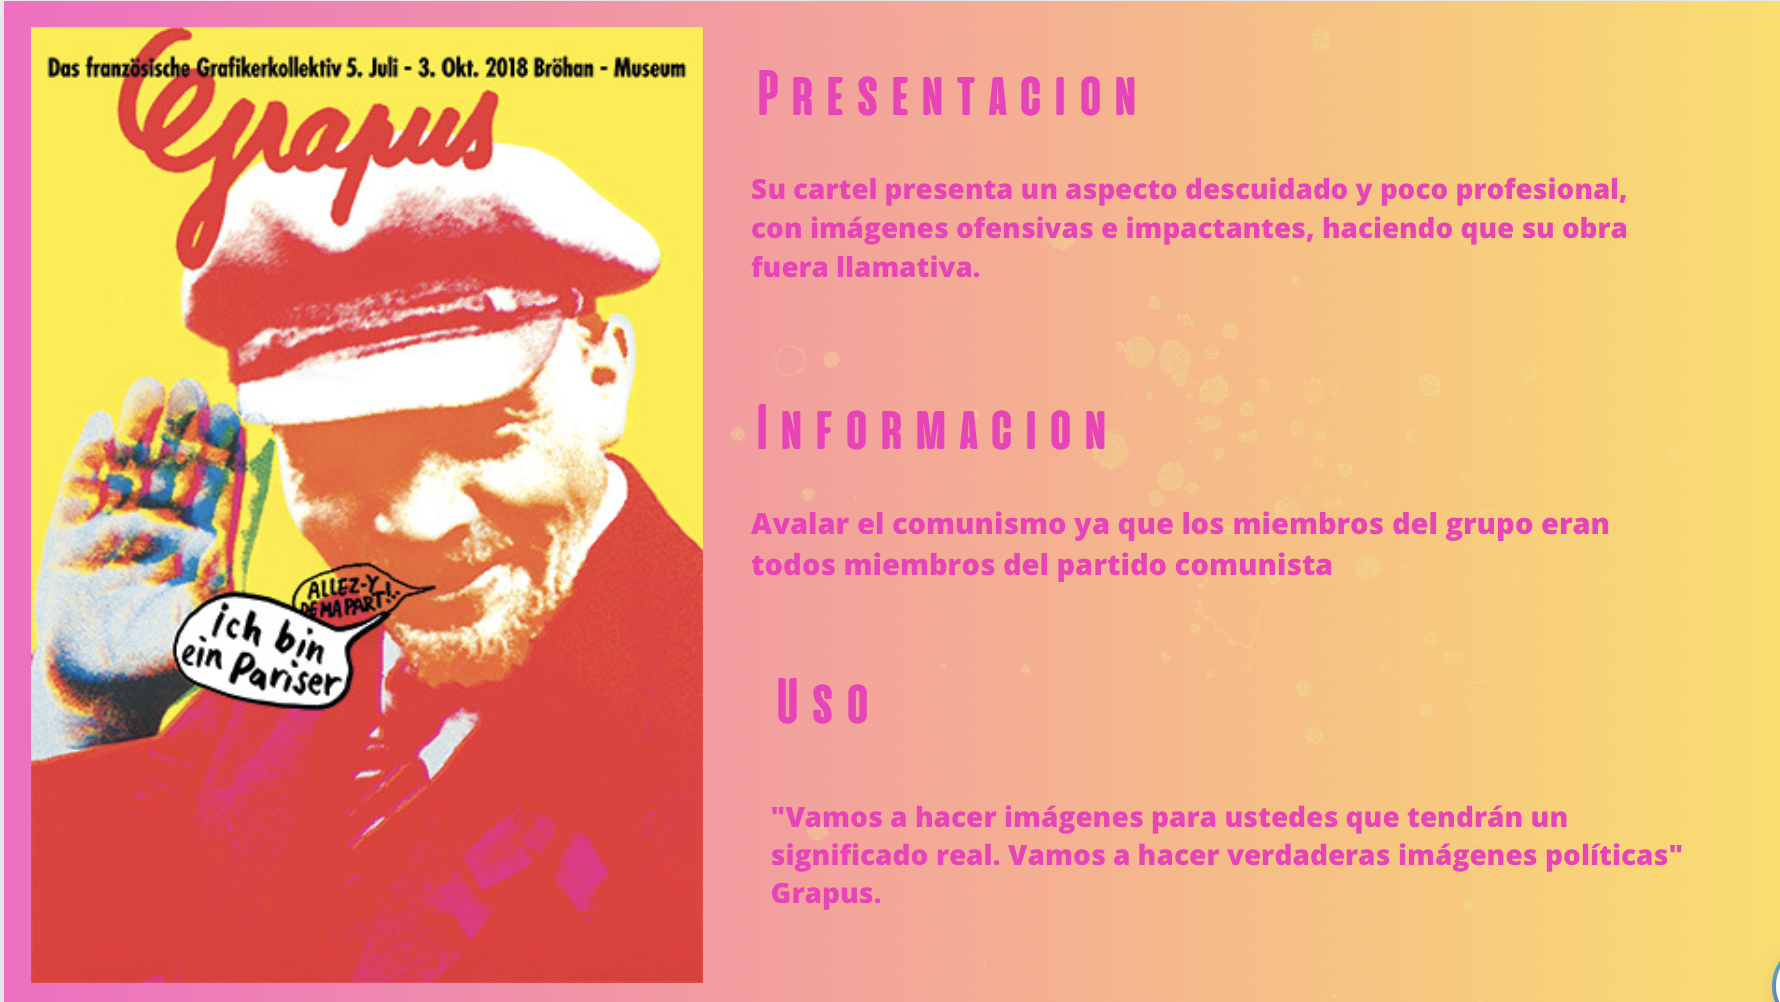 Das französische Grafikerkollektiv 5. Juli - 3. Okt. 2018 Bröhan - Museum
Grapus
ALLEZ-Y
DE MA PART!..
ich bin
ein Pariser
PRESENTACION
Su cartel presenta un aspecto descuidado y poco profesional,
con imágenes ofensivas e impactantes, haciendo que su obra
fuera llamativa.
INFORMACION
Avalar el comunismo ya que los miembros del grupo eran
todos miembros del partido comunista
USO
"Vamos a hacer imágenes para ustedes que tendrán un
significado real. Vamos a hacer verdaderas imágenes políticas"
Grapus.